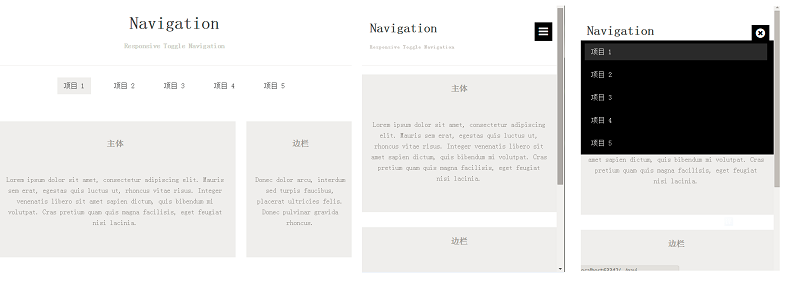 Navigation
Responsive Toggle Navigation
项目 1 项目 2 项目 3 项目 4 项目 5
主体
Lorem ipsum dolor sit amet, consectetur adipiscing
elit. Mauris sem erat, egestas quis luctus ut, rhoncus vitae risus. Integer
venenatis libero sit amet sapien dictum, quis bibendum mi
volutpat. Cras pretium quam quis magna facilisis, eget feugiat
nisi lacinia.
边栏
Donec dolor arcu, interdum
sed turpis faucibus,
placerat ultricies felis.
Donec pulvinar gravida
rhoncus.
Navigation
Responsive Toggle Navigation
主体
Lorem ipsum dolor sit amet, consectetur adipiscing
elit. Mauris sem erat, egestas quis luctus ut,
rhoncus vitae risus. Integer venenatis libero sit
amet sapien dictum, quis bibendum mi volutpat. Cras
pretium quam quis magna facilisis, eget feugiat
nisi lacinia.
边栏
Navigation
项目 1
项目 2
项目 3
项目 4
项目 5
amet sapien dictum, quis bibendum mi volutpat. Cras
pretium quam quis magna facilisis, eget feugiat
nisi lacinia.
边栏